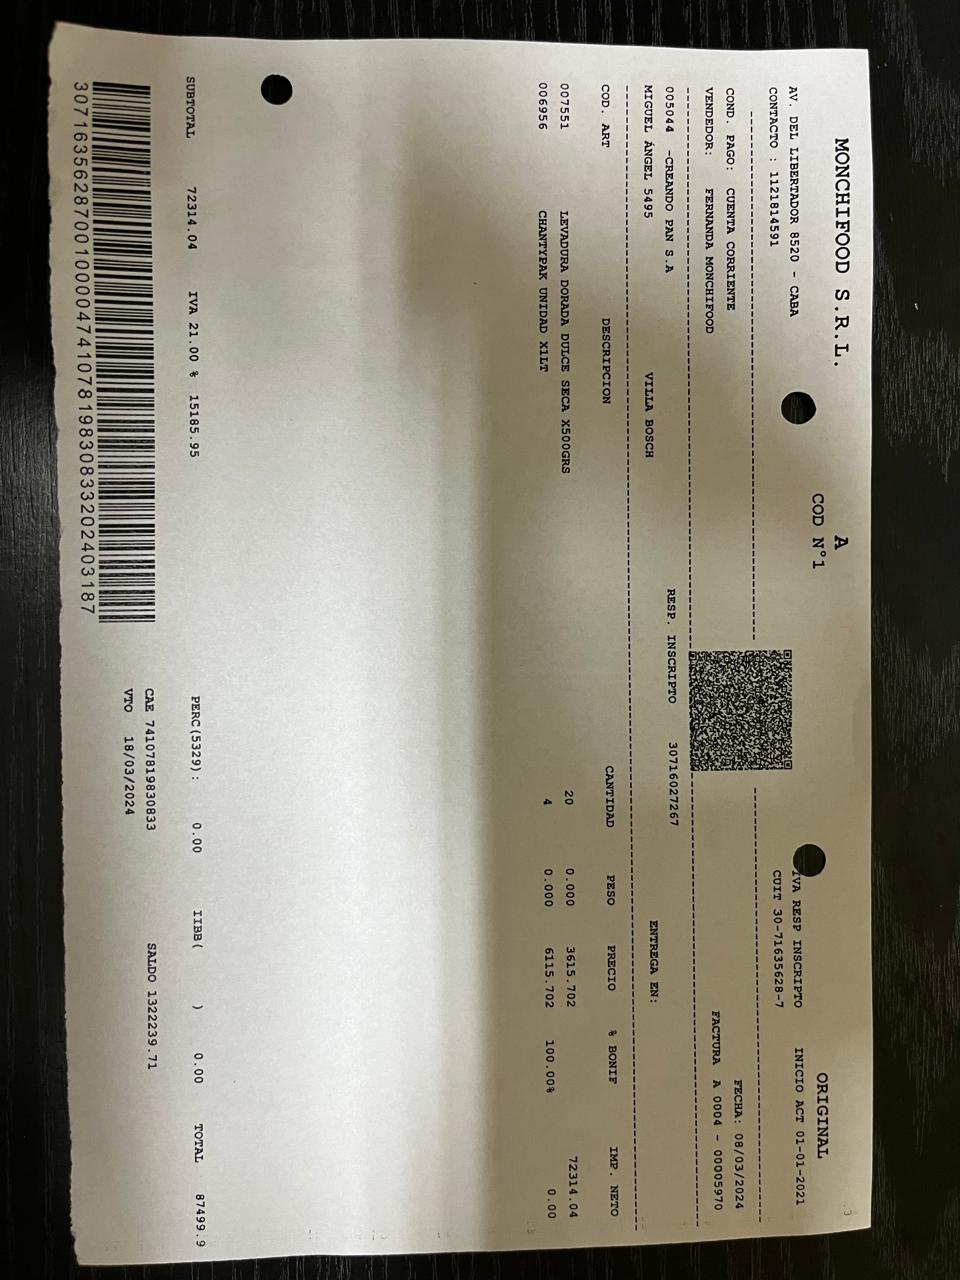 MONCHIFOOD S.R.L.
A
COD N°1
ORIGINAL
AV. DEL LIBERTADOR 8520 - CABA
IVA RESP INSCRIPTO INICIO ACT 01-01-2021
CONTACTO : 1121814591
CUIT 30-71635628-7
COND. PAGO: CUENTA CORRIENTE
FECHA: 08/03/2024
VENDEDOR: FERNANDA MONCHIFOOD
FACTURA A 0004 - 00005970
005044 -CREANDO PAN S.A RESP. INSCRIPTO 30716027267
MIGUEL ÁNGEL 5495 VILLA BOSCH ENTREGA EN:
COD. ART DESCRIPCION CANTIDAD PESO PRECIO % BONIF IMP. NETO
007551 LEVADURA DORADA DULCE SECA X500GRS 20 0.000 3615.702 72314.04
006956 CHANTYPAK UNIDAD X1LT 4 0.000 6115.702 100.00% 0.00
SUBTOTAL 72314.04 IVA 21.00 % 15185.95 PERC(5329): 0.00 IIBB( ) 0.00 TOTAL 87499.9
CAE 74107819830833 SALDO 1322239.71
VTO 18/03/2024
307163562870010000474107819830833202403187